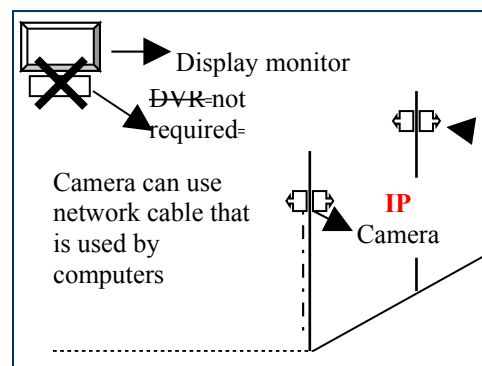 Display monitor
DVR not
required
Camera can use
network cable that
is used by
computers
IP
Camera